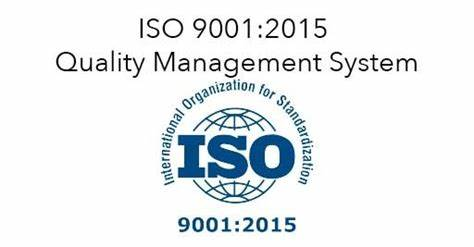 ISO 9001:2015
Quality Management System
International Organization for Standardization
ISO
9001:2015